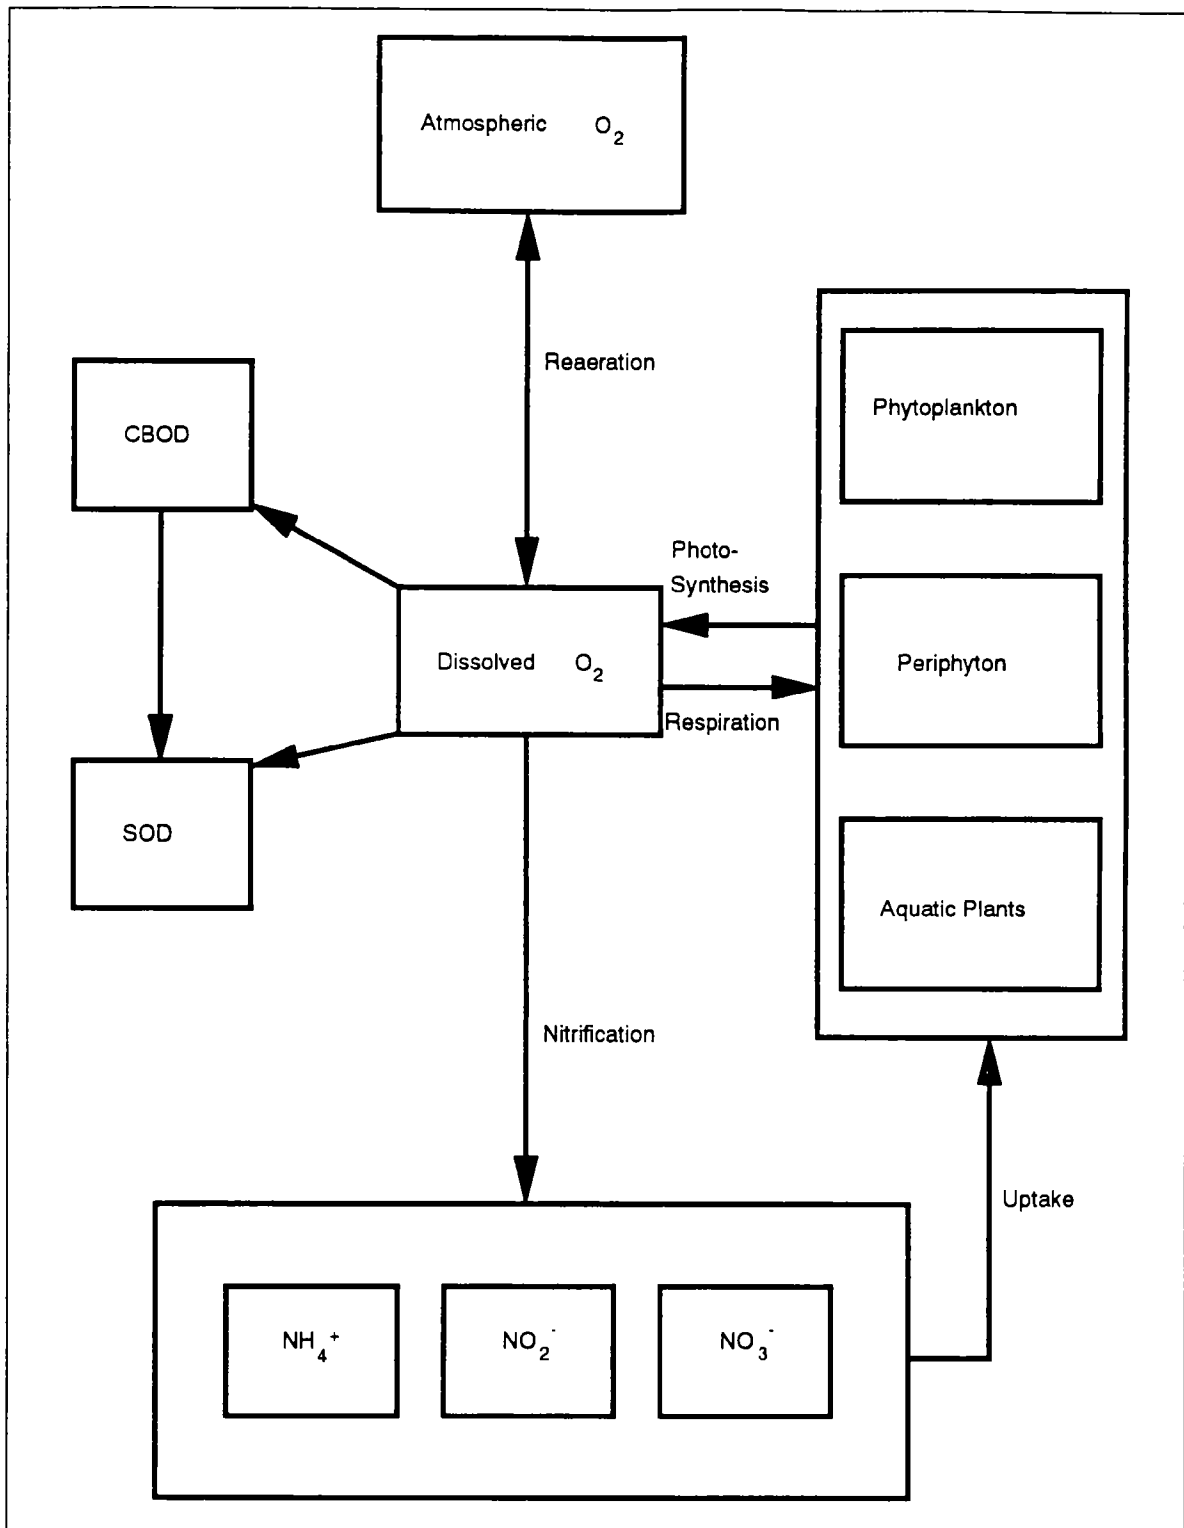 Atmospheric O2
Reaeration
CBOD
Phytoplankton
Photo-
Synthesis
Dissolved O2
Periphyton
Respiration
SOD
Aquatic Plants
Nitrification
Uptake
NH4+
NO2-
NO3-